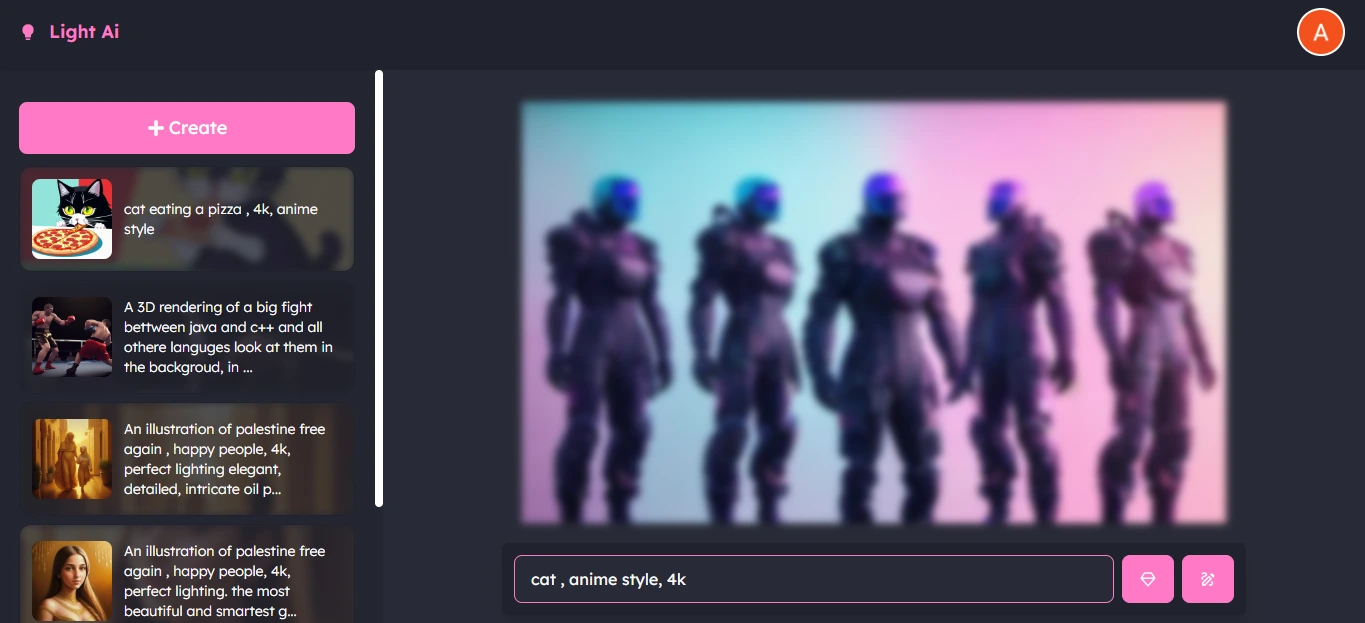 Light Ai
A
Create
cat eating a pizza , 4k, anime
style
A 3D rendering of a big fight
bettween java and c++ and all
othere languges look at them in
the backgroud, in ...
An illustration of palestine free
again , happy people, 4k,
perfect lighting elegant,
detailed, intricate oil p...
An illustration of palestine free
again , happy people, 4k,
perfect lighting. the most
beautiful and smartest g...
cat , anime style, 4k